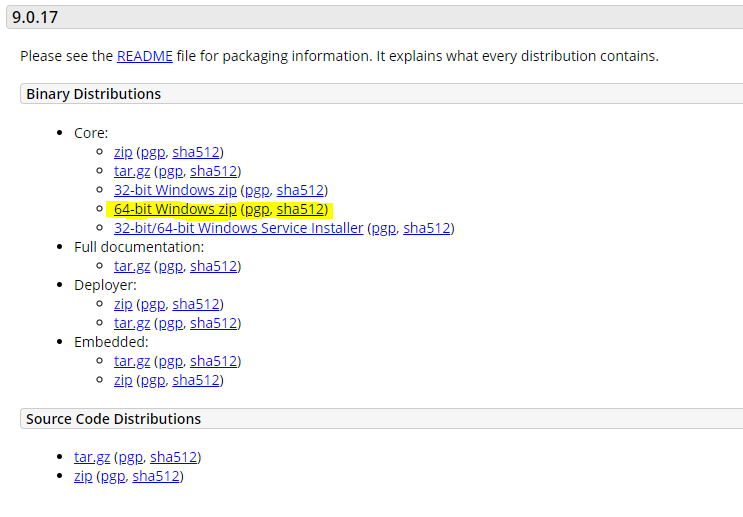 9.0.17
Please see the README file for packaging information. It explains what every distribution contains.
Binary Distributions
Core:
zip (pgp, sha512)
tar.gz (pgp, sha512)
32-bit Windows zip (pgp, sha512)
64-bit Windows zip (pgp, sha512)
32-bit/64-bit Windows Service Installer (pgp, sha512)
Full documentation:
tar.gz (pgp, sha512)
Deployer:
zip (pgp, sha512)
tar.gz (pgp, sha512)
Embedded:
tar.gz (pgp, sha512)
zip (pgp, sha512)
Source Code Distributions
tar.gz (pgp, sha512)
zip (pgp, sha512)